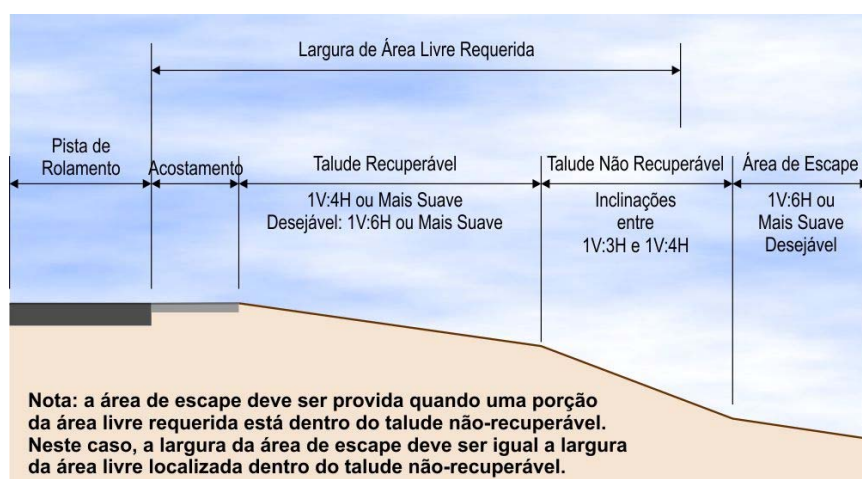 Largura de Área Livre Requerida
Pista de
Rolamento
Acostamento
Talude Recuperável
1V:4H ou Mais Suave
Desejável: 1V:6H ou Mais Suave
Talude Não Recuperável
Inclinações
entre
1V:3H e 1V:4H
Área de Escape
1V:6H ou
Mais Suave
Desejável
Nota: a área de escape deve ser provida quando uma porção
da área livre requerida está dentro do talude não-recuperável.
Neste caso, a largura da área de escape deve ser igual a largura
da área livre localizada dentro do talude não-recuperável.